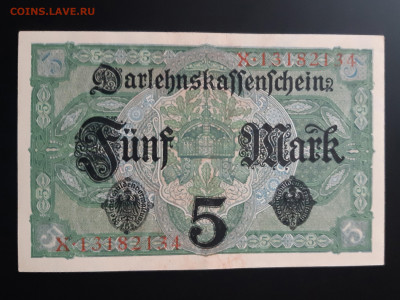 COINS.LAVE.RU
X·13182134
Darlehnskassenschein
Fünf Mark
5
X·13182134